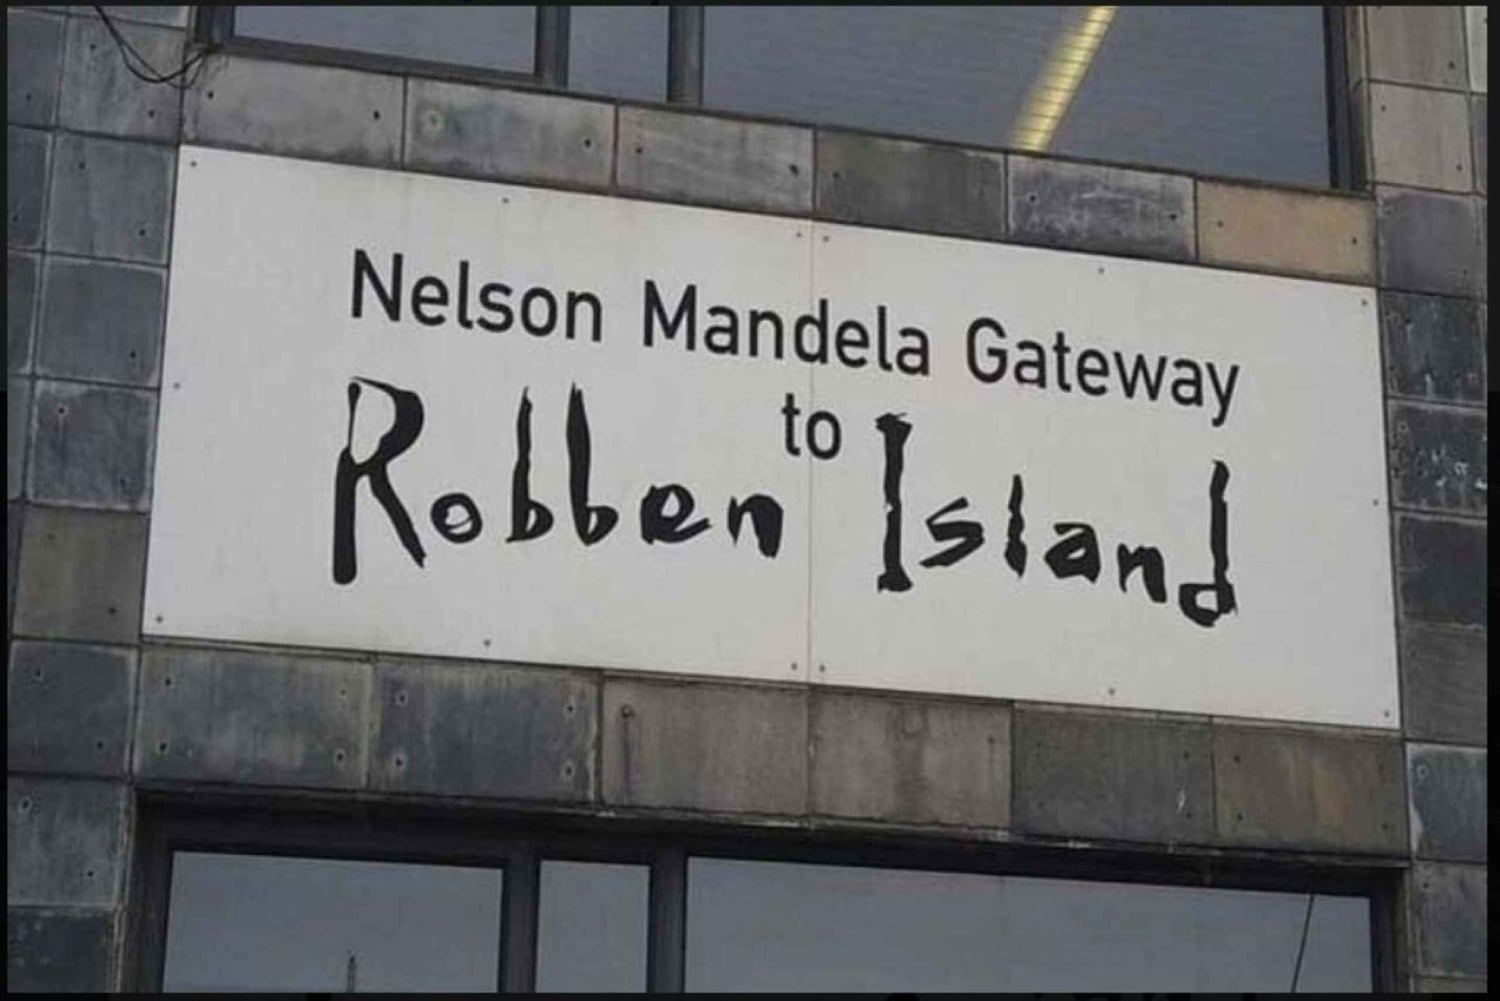 Nelson Mandela Gateway
to
Robben Island